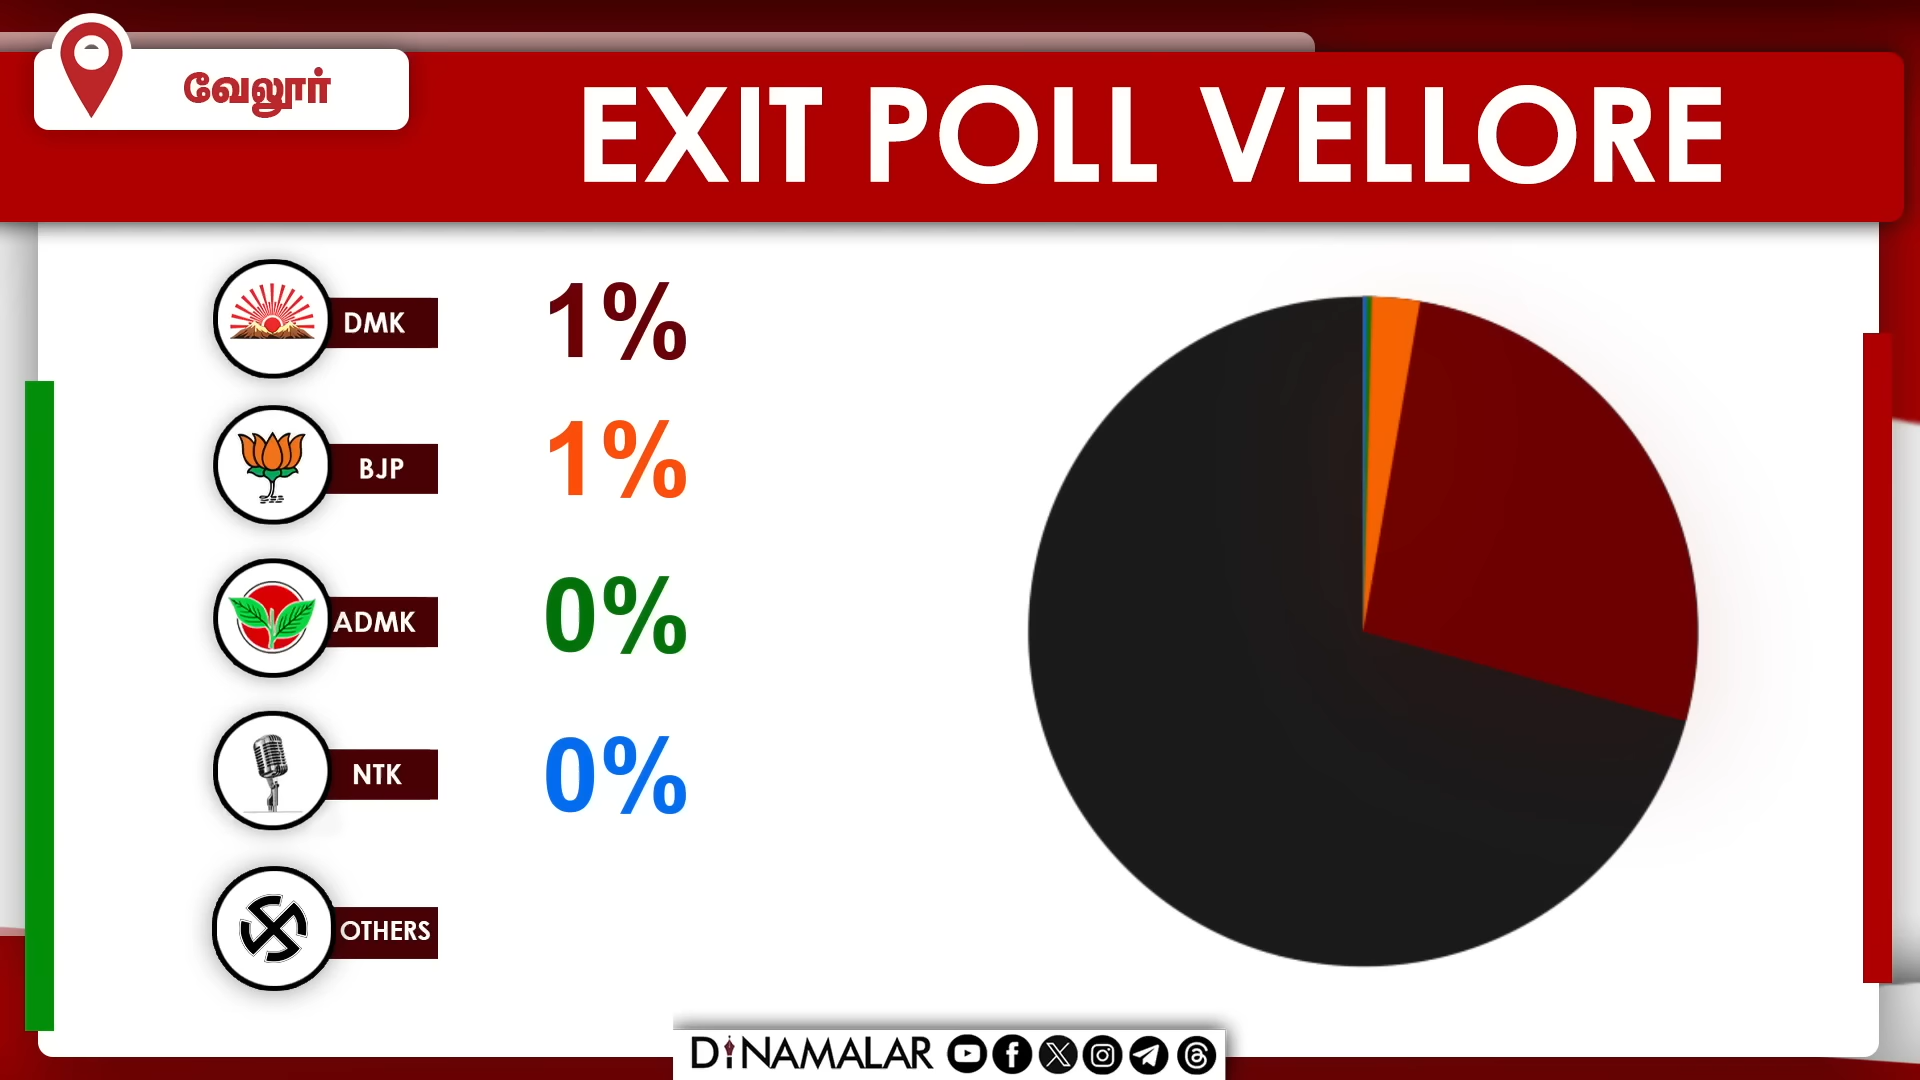 வேலூர்
EXIT POLL VELLORE
DMK 1%
BJP 1%
ADMK 0%
NTK 0%
OTHERS
DINAMALAR